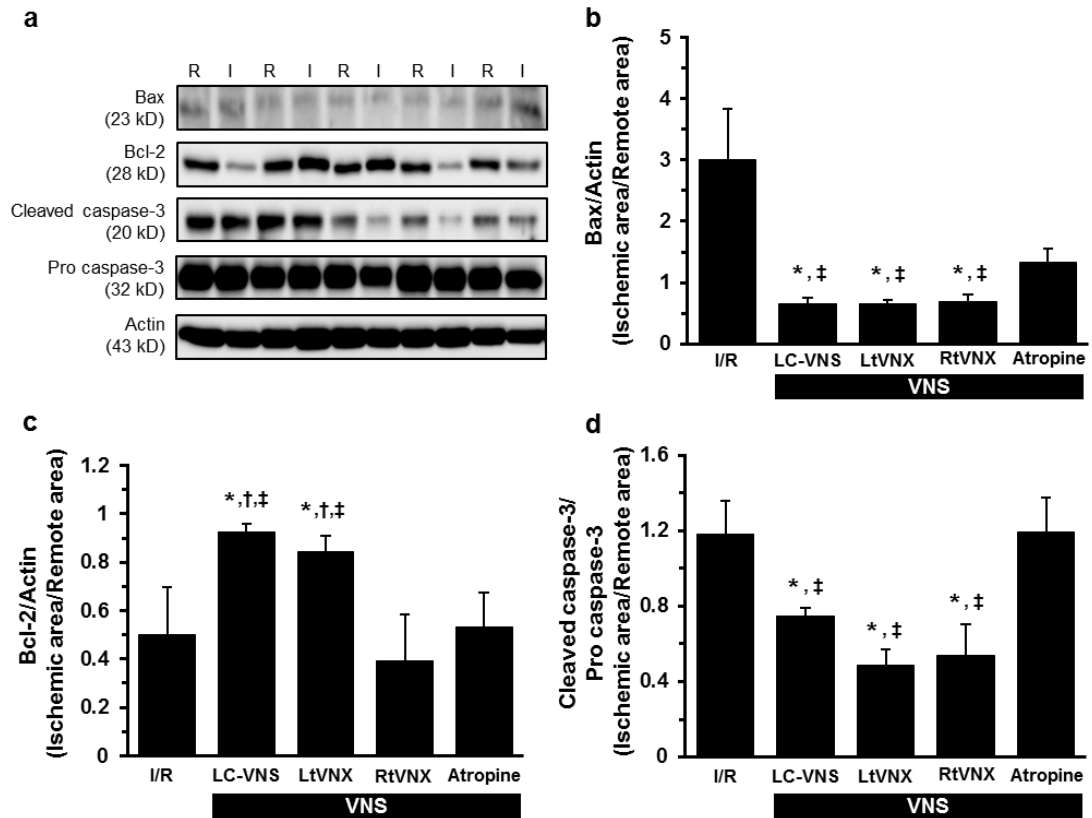 a
R I R I R I R I R I
Bax
(23 kD)
Bcl-2
(28 kD)
Cleaved caspase-3
(20 kD)
Pro caspase-3
(32 kD)
Actin
(43 kD)
b
Bax/Actin
(Ischemic area/Remote area)
5
4
3
2
1
0
*, ‡
*, ‡
*, ‡
I/R LC-VNS LtVNX RtVNX Atropine
VNS
c
Bcl-2/Actin
(Ischemic area/Remote area)
1.2
1
0.8
0.6
0.4
0.2
0
*,†,‡
*,†,‡
I/R LC-VNS LtVNX RtVNX Atropine
VNS
d
Cleaved caspase-3/
Pro caspase-3
(Ischemic area/Remote area)
1.6
1.2
0.8
0.4
0
*, ‡
*, ‡
*, ‡
I/R LC-VNS LtVNX RtVNX Atropine
VNS